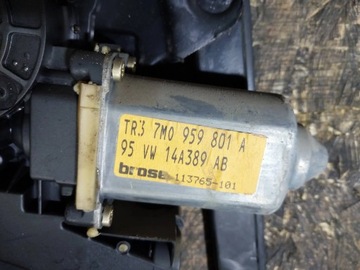 TR3 7M0 959 801 A
95 VW 14A389 AB
brose 113765-101